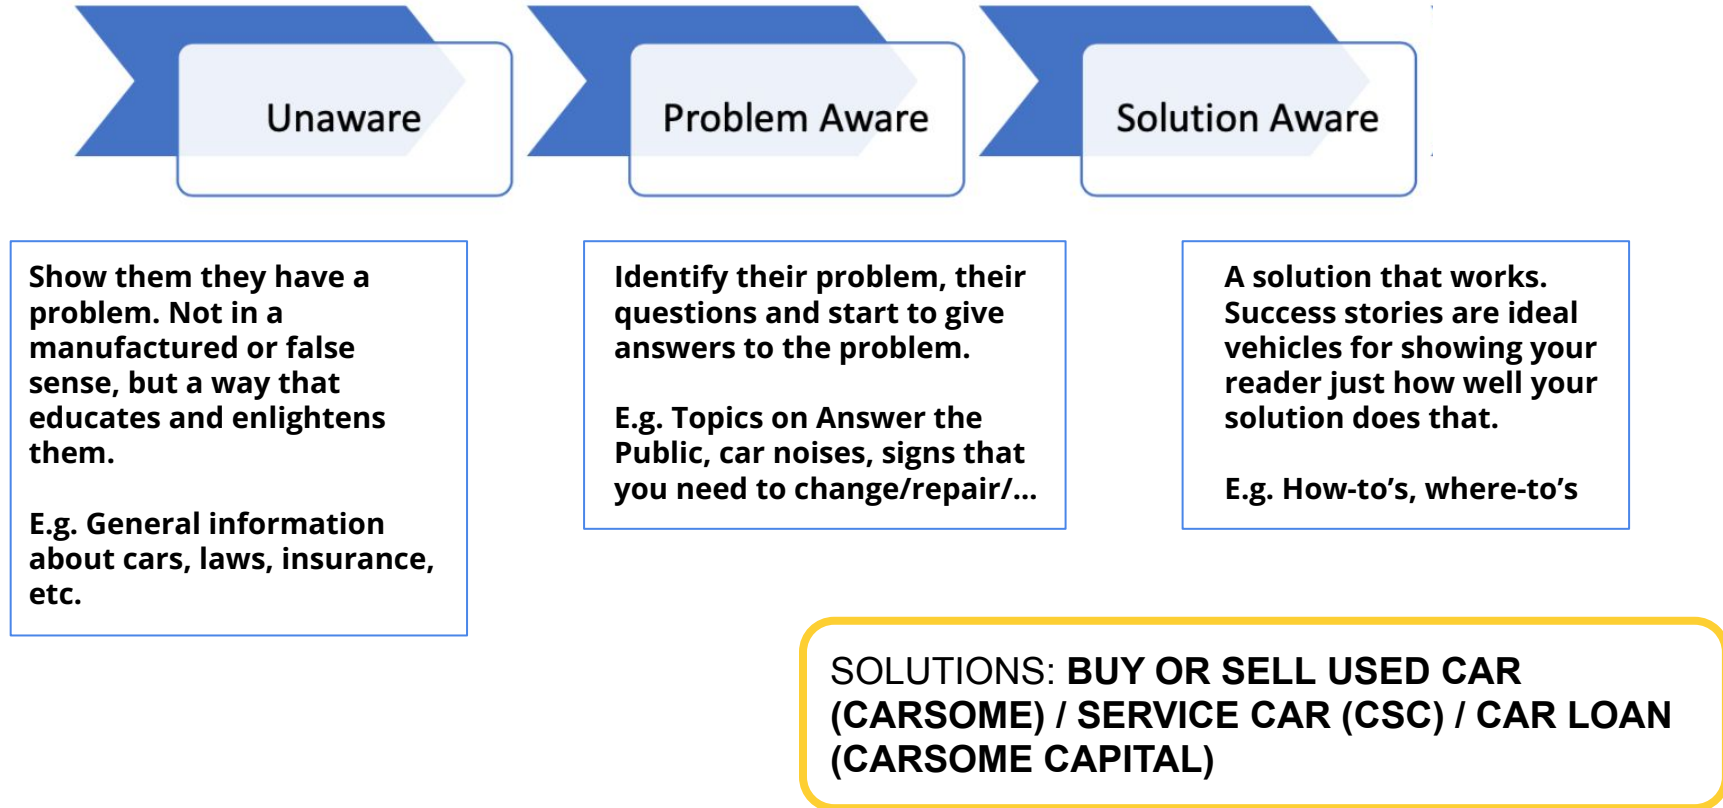 Unaware
Problem Aware
Solution Aware
Show them they have a
problem. Not in a
manufactured or false
sense, but a way that
educates and enlightens
them.
E.g. General information
about cars, laws, insurance,
etc.
Identify their problem, their
questions and start to give
answers to the problem.
E.g. Topics on Answer the
Public, car noises, signs that
you need to change/repair/...
A solution that works.
Success stories are ideal
vehicles for showing your
reader just how well your
solution does that.
E.g. How-to’s, where-to’s
SOLUTIONS: BUY OR SELL USED CAR
(CARSOME) / SERVICE CAR (CSC) / CAR LOAN
(CARSOME CAPITAL)